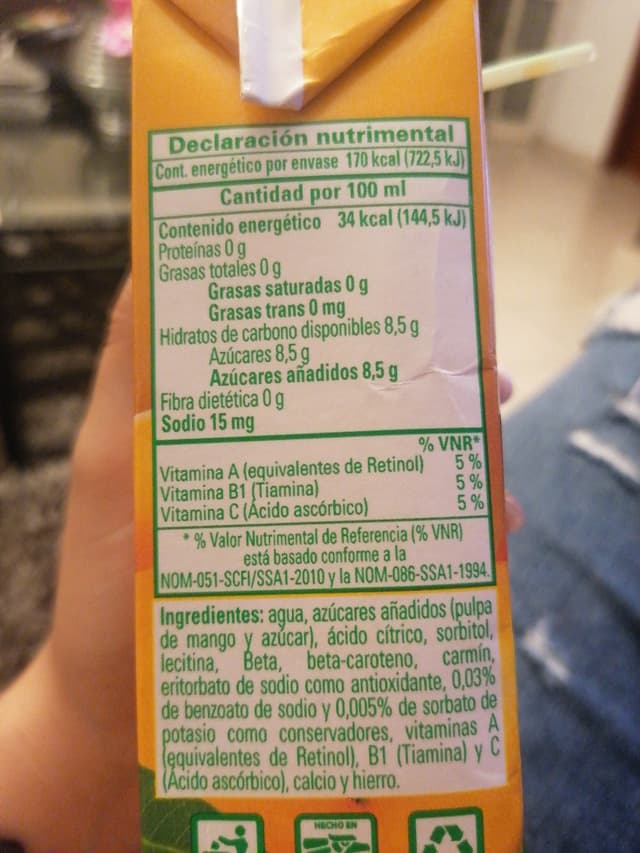 Declaración nutrimental
Cont. energético por envase 170 kcal (722,5 kJ)
Cantidad por 100 ml
Contenido energético 34 kcal (144,5 kJ)
Proteínas 0 g
Grasas totales 0 g
Grasas saturadas 0 g
Grasas trans 0 mg
Hidratos de carbono disponibles 8,5 g
Azúcares 8,5 g
Azúcares añadidos 8,5 g
Fibra dietética 0 g
Sodio 15 mg
% VNR*
Vitamina A (equivalentes de Retinol) 5 %
Vitamina B1 (Tiamina) 5 %
Vitamina C (Ácido ascórbico) 5 %
* % Valor Nutrimental de Referencia (% VNR)
está basado conforme a la
NOM-051-SCFI/SSA1-2010 y la NOM-086-SSA1-1994.
Ingredientes: agua, azúcares añadidos (pulpa
de mango y azúcar), ácido cítrico, sorbitol,
lecitina, Beta, beta-caroteno, carmín,
eritorbato de sodio como antioxidante, 0,03%
de benzoato de sodio y 0,005% de sorbato de
potasio como conservadores, vitaminas A
(equivalentes de Retinol), B1 (Tiamina) y C
(Ácido ascórbico), calcio y hierro.
HECHO EN